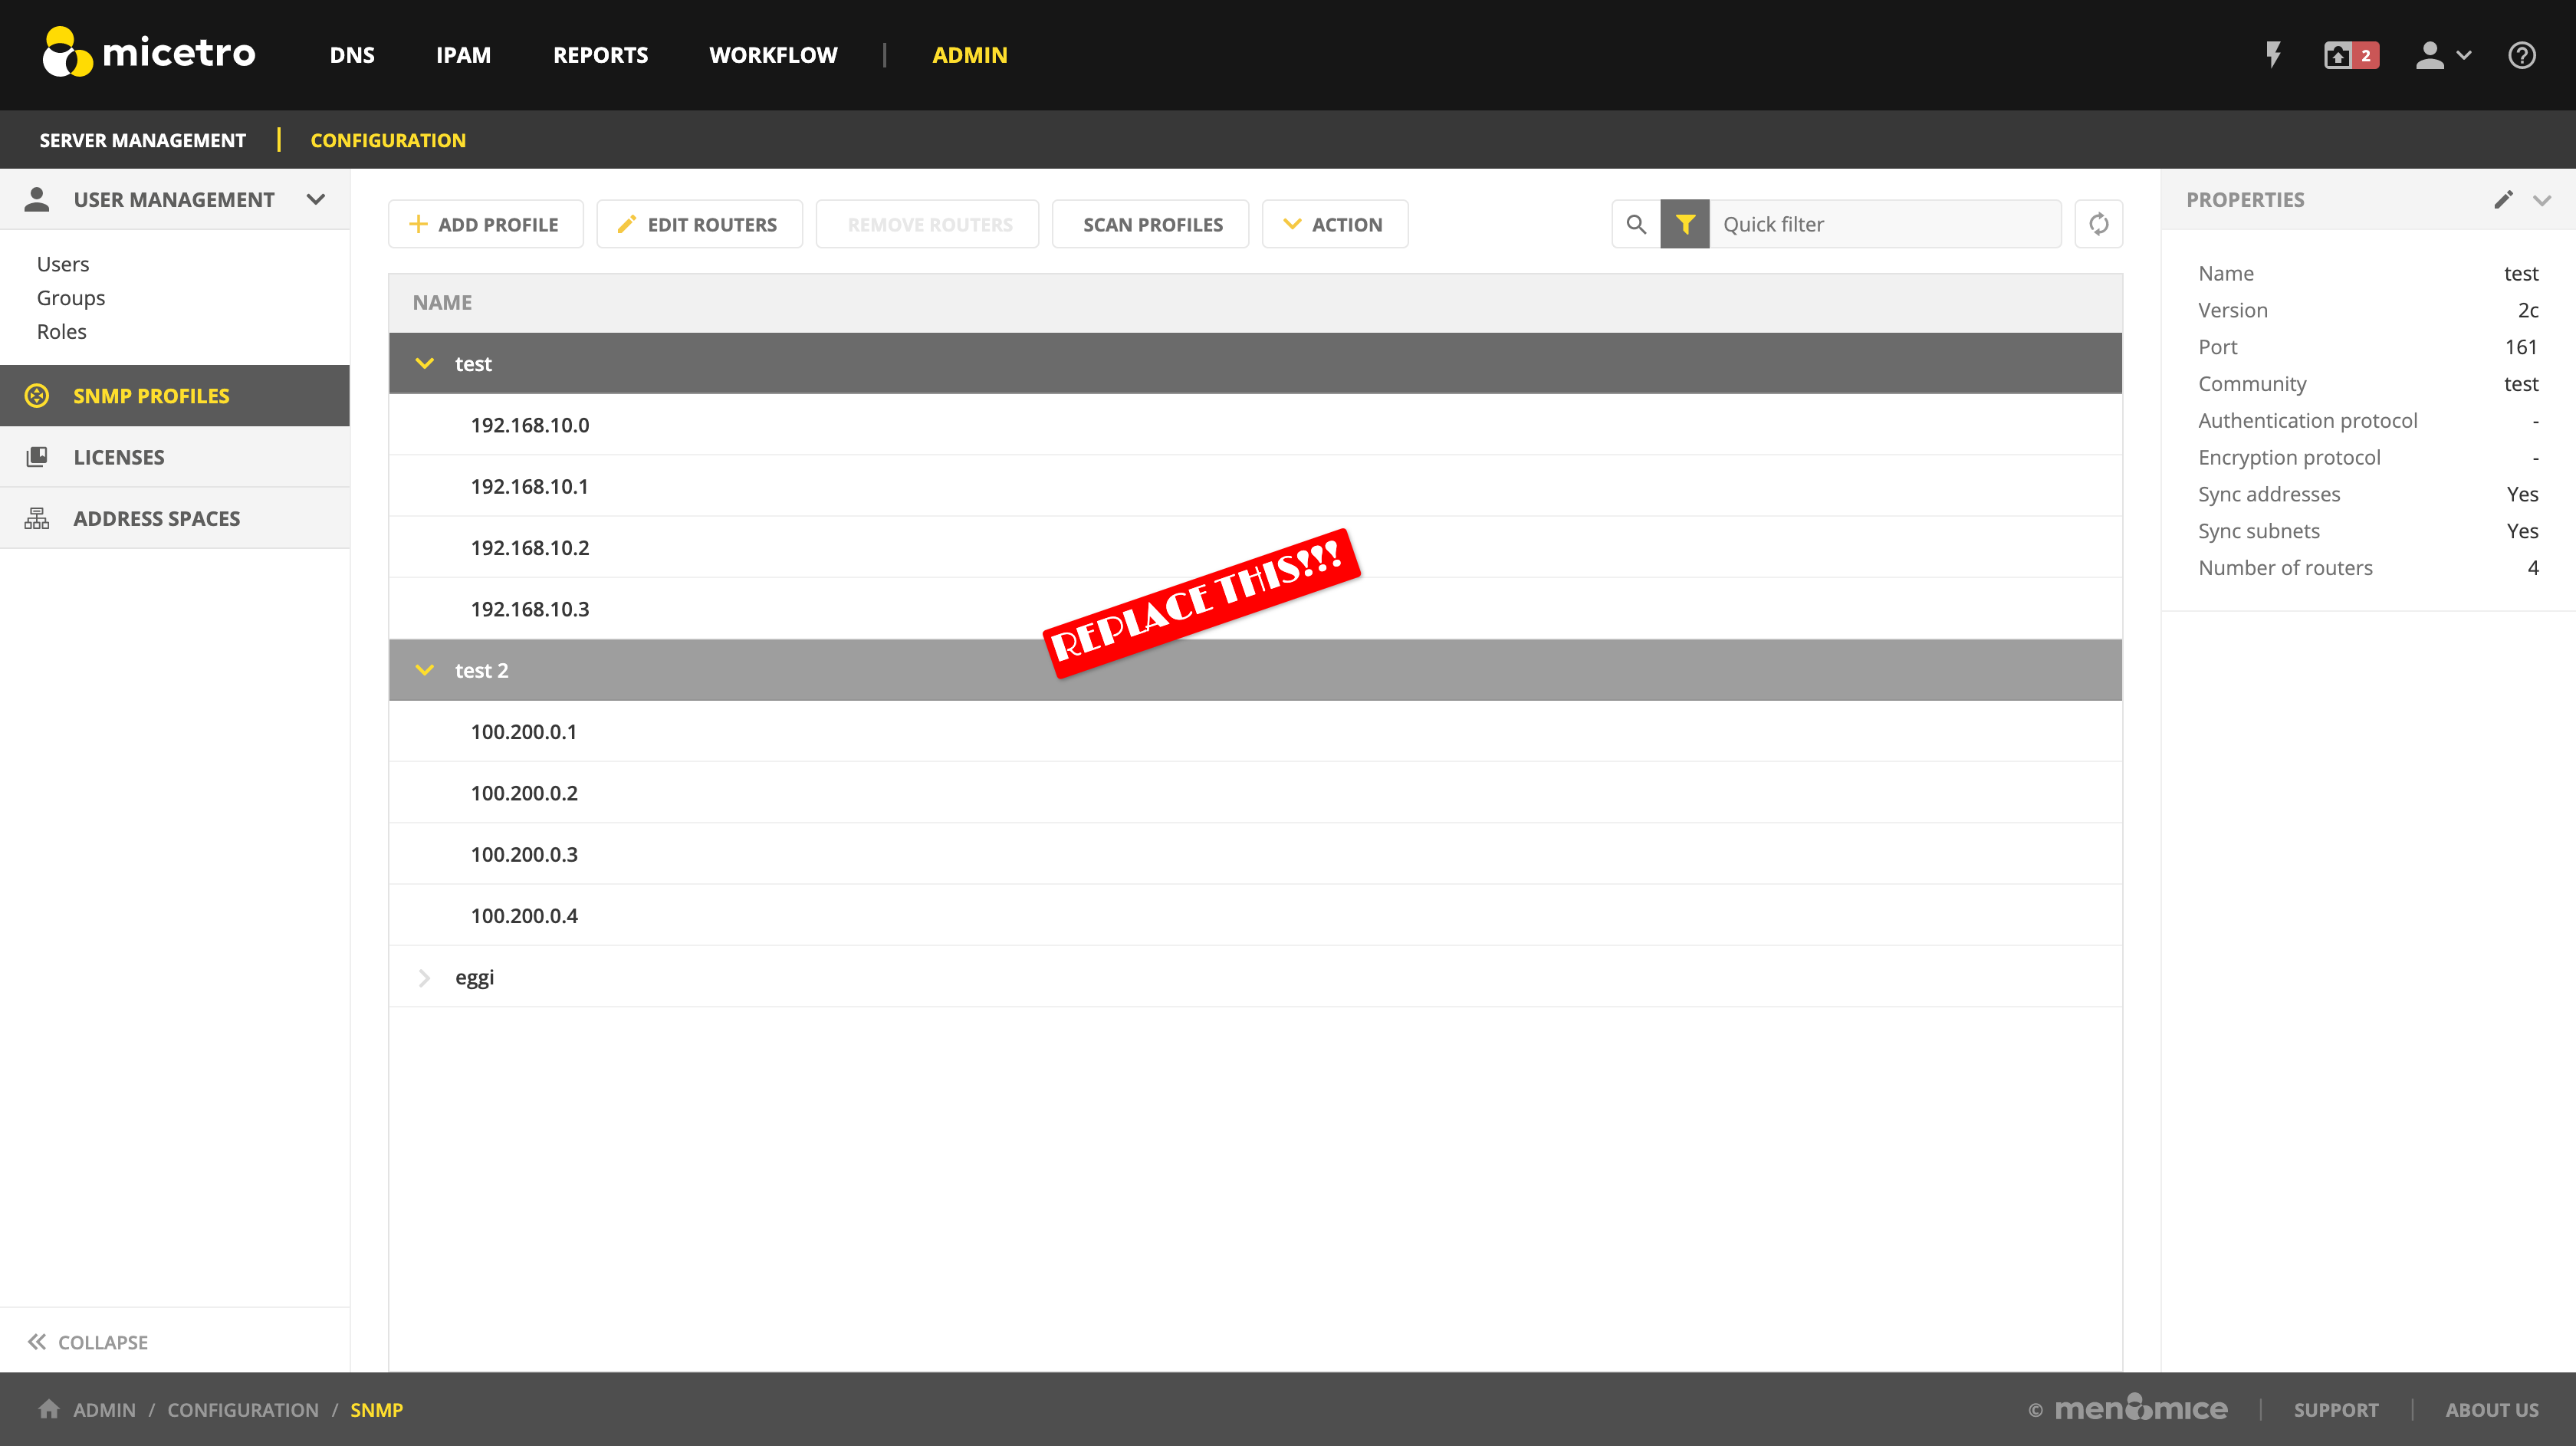 micetro DNS IPAM REPORTS WORKFLOW | ADMIN 2
SERVER MANAGEMENT | CONFIGURATION
USER MANAGEMENT
Users
Groups
Roles
SNMP PROFILES
LICENSES
ADDRESS SPACES
COLLAPSE
ADD PROFILE EDIT ROUTERS REMOVE ROUTERS SCAN PROFILES ACTION Quick filter
NAME
test
192.168.10.0
192.168.10.1
192.168.10.2
192.168.10.3
REPLACE THIS!!!
test 2
100.200.0.1
100.200.0.2
100.200.0.3
100.200.0.4
eggi
PROPERTIES
Name test
Version 2c
Port 161
Community test
Authentication protocol -
Encryption protocol -
Sync addresses Yes
Sync subnets Yes
Number of routers 4
ADMIN / CONFIGURATION / SNMP
© men&mice | SUPPORT | ABOUT US